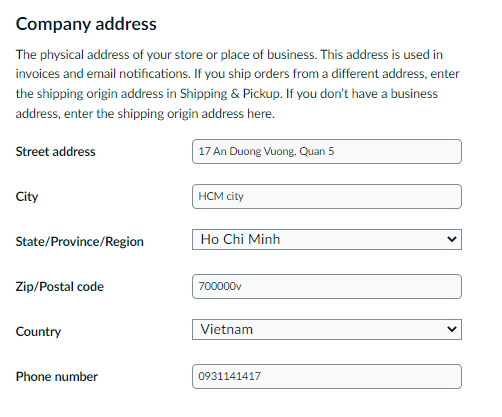 Company address
The physical address of your store or place of business. This address is used in
invoices and email notifications. If you ship orders from a different address, enter
the shipping origin address in Shipping & Pickup. If you don't have a business
address, enter the shipping origin address here.
Street address 17 An Duong Vuong, Quan 5
City HCM city
State/Province/Region Ho Chi Minh
Zip/Postal code 700000v
Country Vietnam
Phone number 0931141417